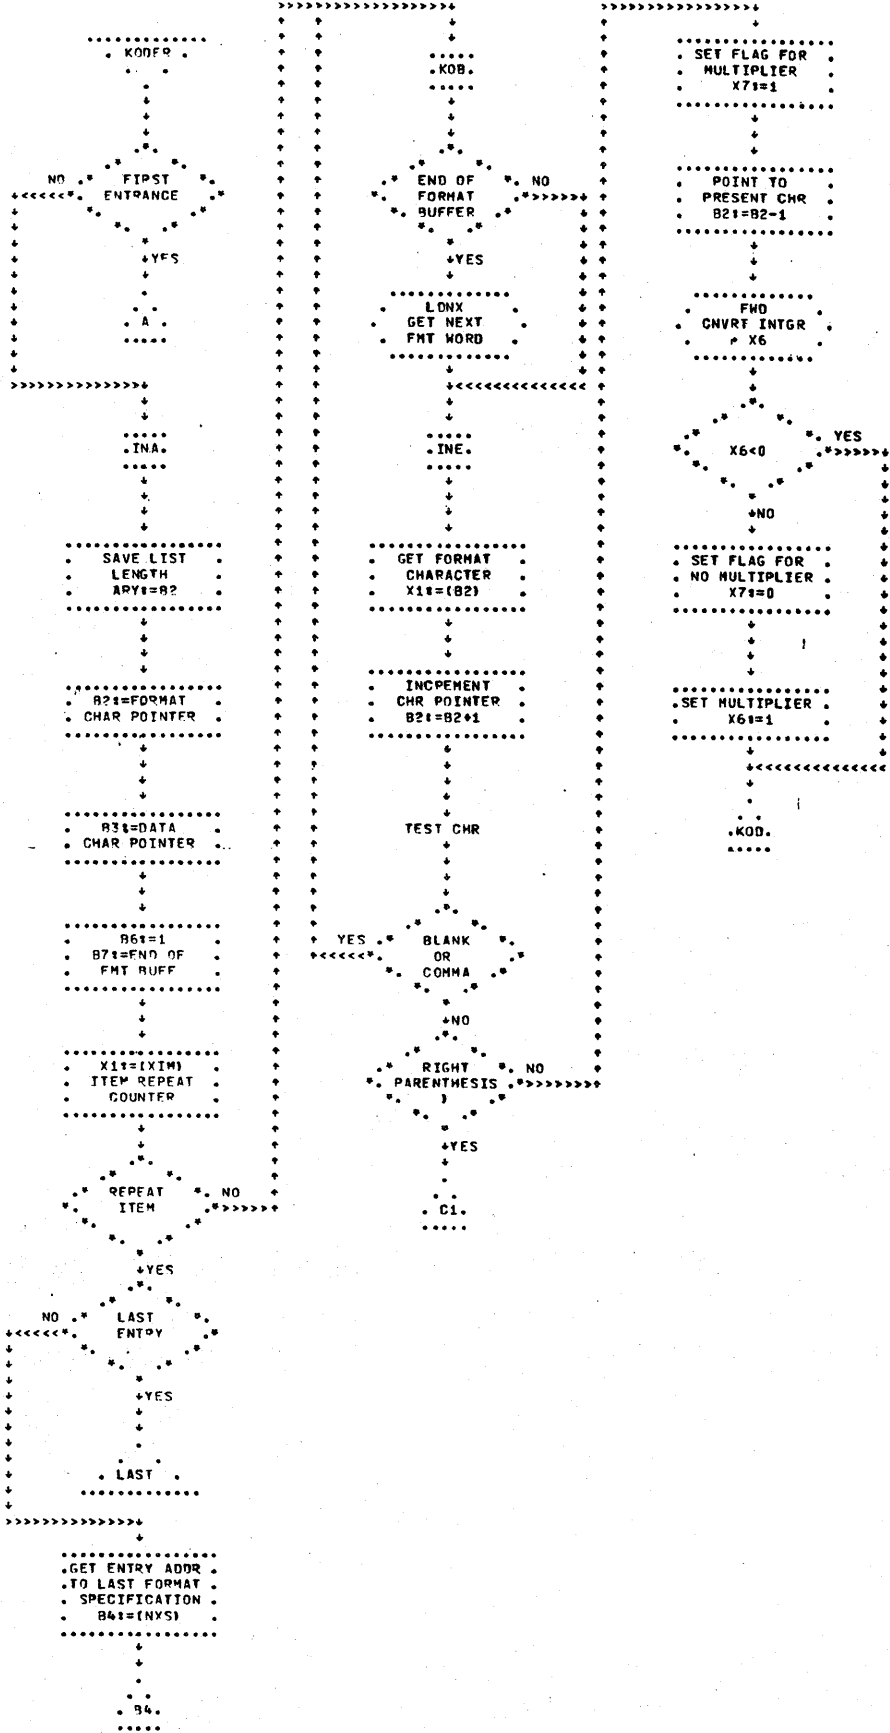 KODER
FIRST
ENTRANCE
NO
YES
A
INA
SAVE LIST
LENGTH
ARY:=B2
B2:=FORMAT
CHAR POINTER
B3:=DATA
CHAR POINTER
B6:=1
B7:=END OF
FMT BUFF
X1:=(XIM)
ITEM REPEAT
COUNTER
REPEAT
ITEM
NO
YES
LAST
ENTRY
NO
YES
LAST
GET ENTRY ADDR
TO LAST FORMAT
SPECIFICATION
B4:=(NXS)
B4
KOB
END OF
FORMAT
BUFFER
NO
YES
LDNX
GET NEXT
FMT WORD
INE
GET FORMAT
CHARACTER
X1:=(B2)
INCPEMENT
CHR POINTER
B2:=B2+1
TEST CHR
BLANK
OR
COMMA
YES
NO
RIGHT
PARENTHESIS
)
NO
YES
C1
SET FLAG FOR
MULTIPLIER
X7:=1
POINT TO
PRESENT CHR
B2:=B2-1
FWD
CNVRT INTGR
X6
X6<0
YES
NO
SET FLAG FOR
NO MULTIPLIER
X7:=0
SET MULTIPLIER
X6:=1
KOD